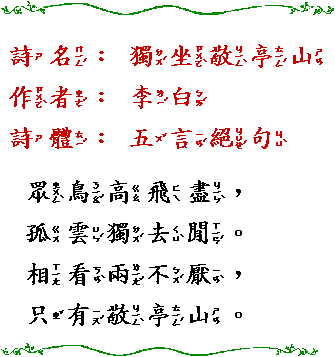 詩名：獨坐敬亭山
作者：李白
詩體：五言絕句
眾鳥高飛盡，
孤雲獨去閒。
相看兩不厭，
只有敬亭山。